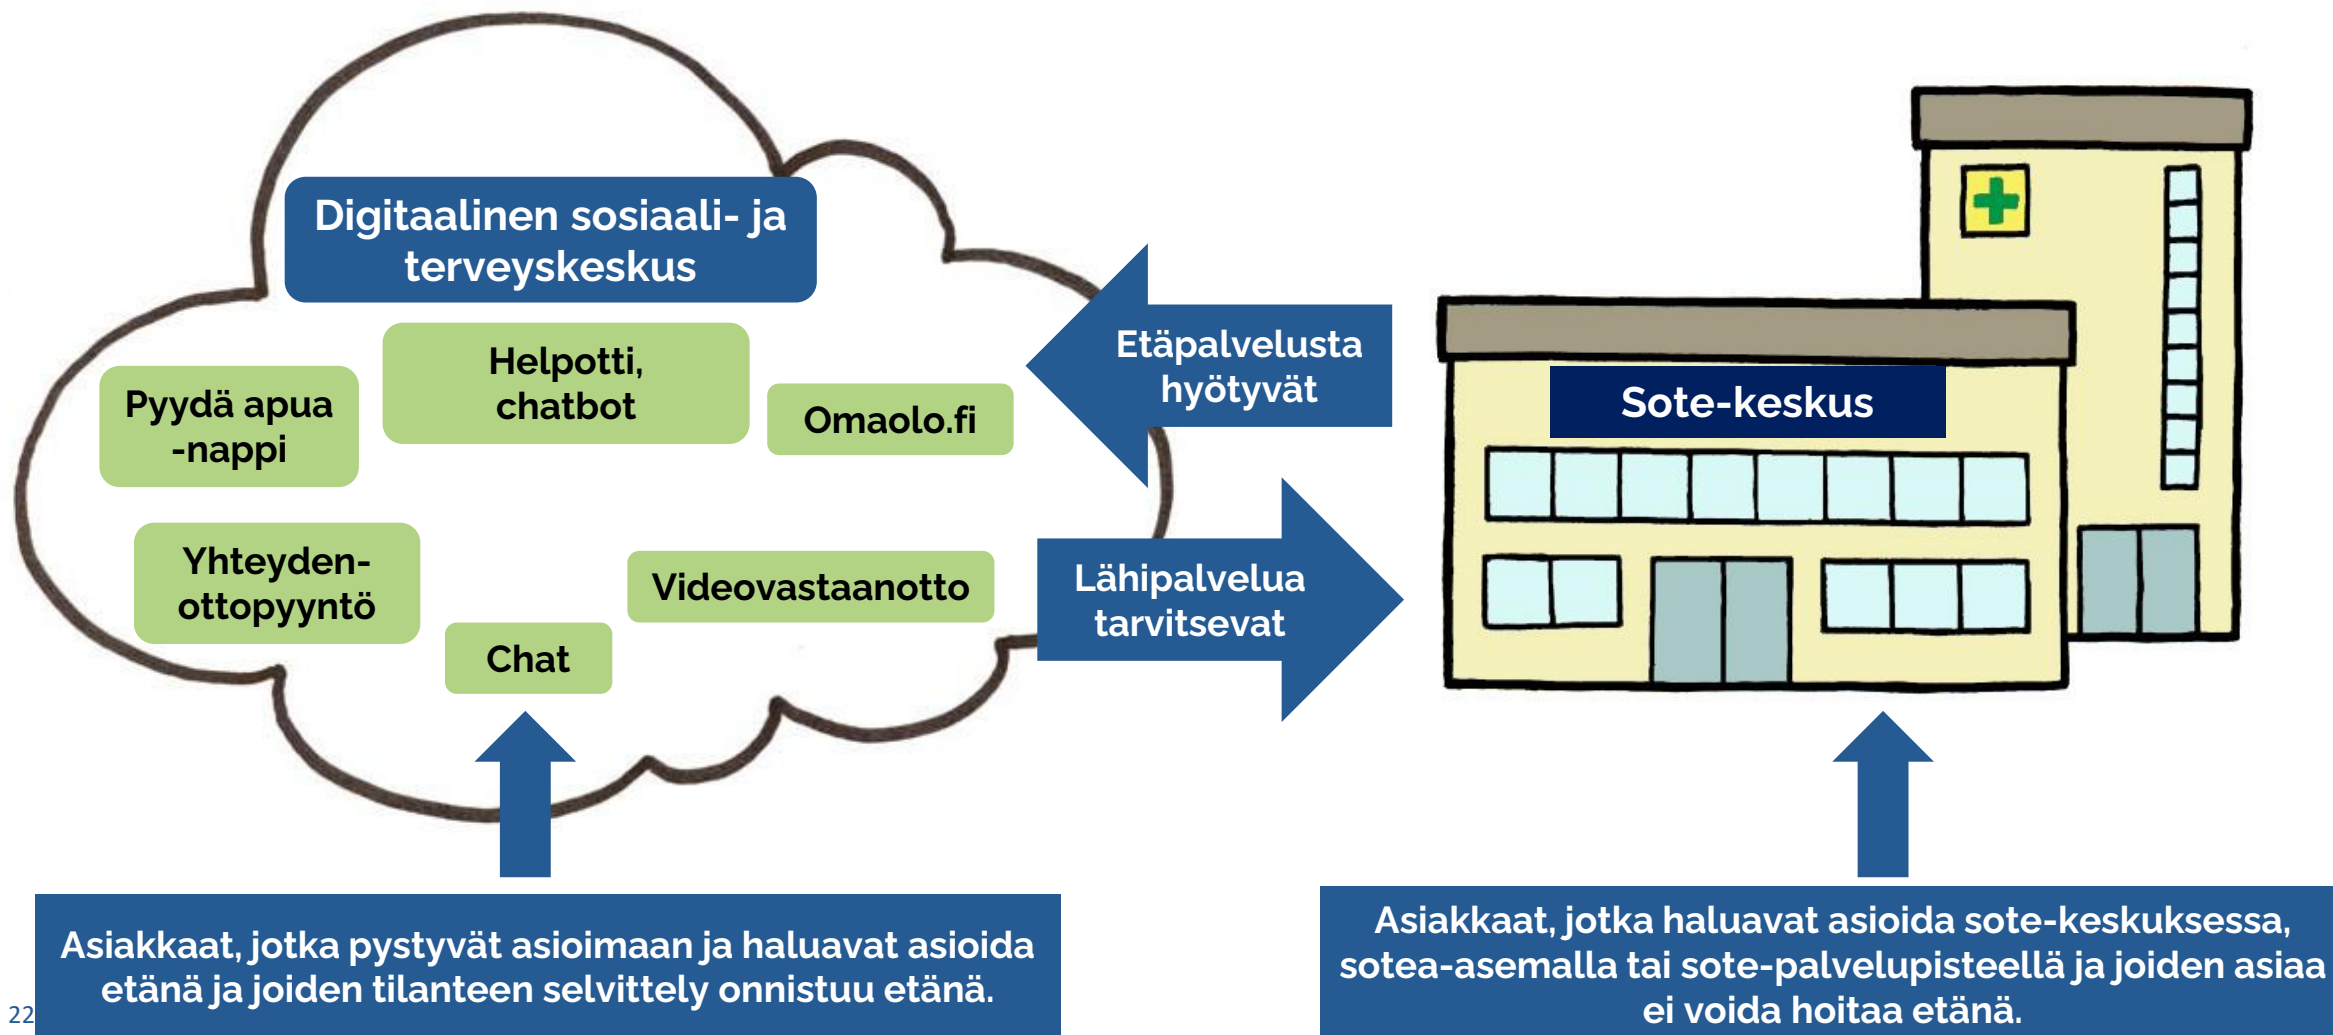 Digitaalinen sosiaali- ja
terveyskeskus
Helpotti,
chatbot
Pyydä apua
-nappi
Omaolo.fi
Yhteyden-
ottopyyntö
Videovastaanotto
Chat
Etäpalvelusta
hyötyvät
Lähipalvelua
tarvitsevat
Sote-keskus
Asiakkaat, jotka pystyvät asioimaan ja haluavat asioida
etänä ja joiden tilanteen selvittely onnistuu etänä.
Asiakkaat, jotka haluavat asioida sote-keskuksessa,
sotea-asemalla tai sote-palvelupisteellä ja joiden asiaa
ei voida hoitaa etänä.
22